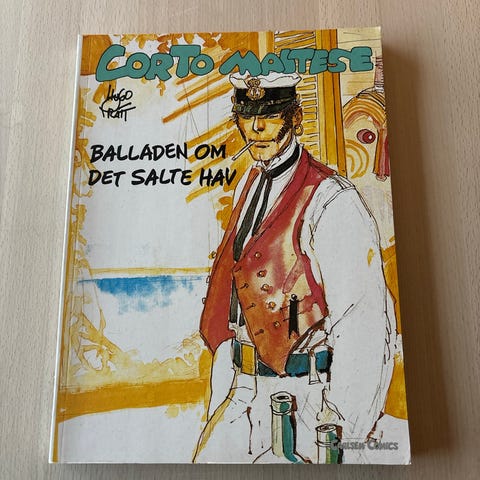 CORTO MALTESE
HUGO
PRATT
BALLADEN OM
DET SALTE HAV
CARLSEN COMICS